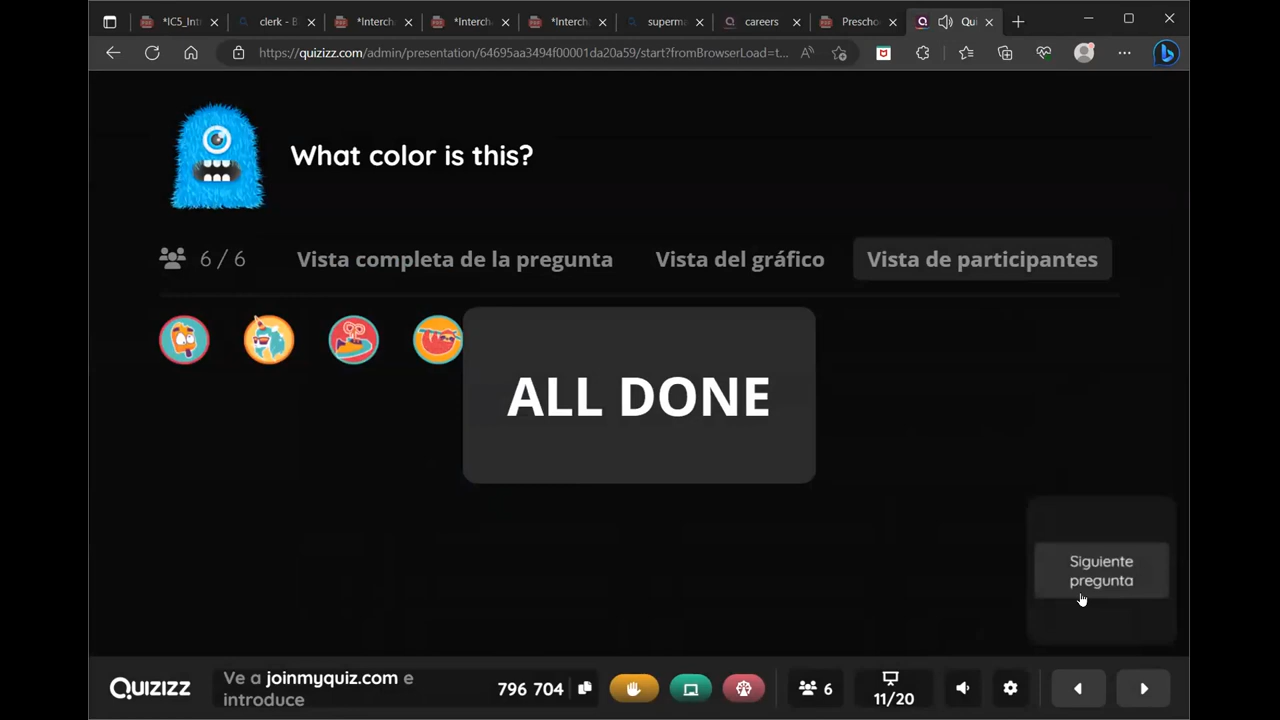 *IC5_Int
clerk - B
*Interch
*Interch
*Interch
superma
careers
Prescho
Qui
https://quizizz.com/admin/presentation/64695aa3494f00001da20a59/start?fromBrowserLoad=t...
What color is this?
6 / 6
Vista completa de la pregunta
Vista del gráfico
Vista de participantes
ALL DONE
Siguiente
pregunta
Quizizz
Ve a joinmyquiz.com e
introduce
796 704
6
11/20